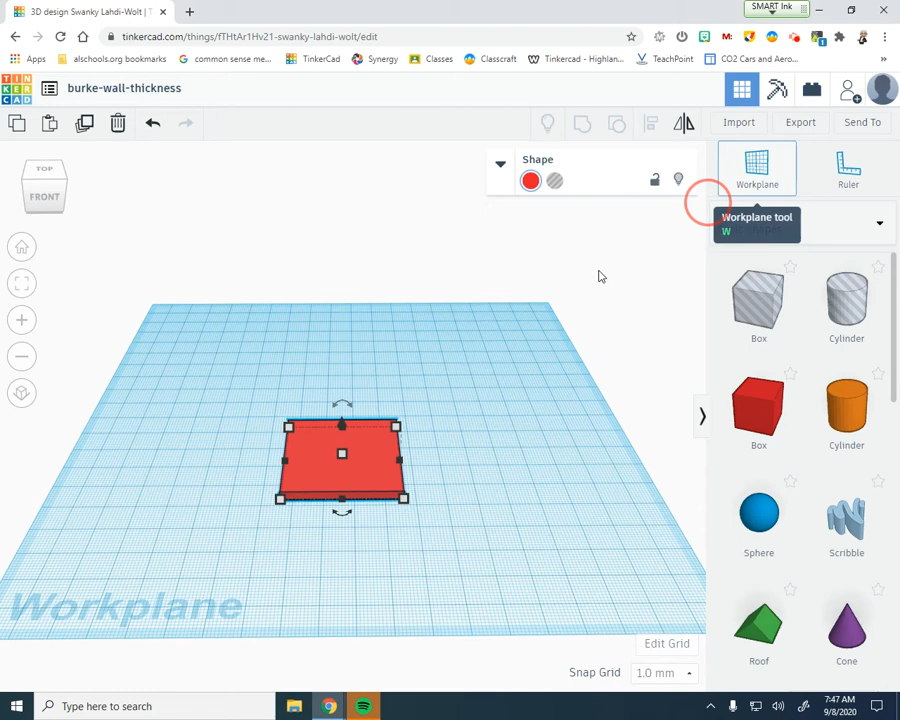 SMART Ink
3D design Swanky Lahdi-Wolt | T
tinkercad.com/things/fTHtAr1Hv21-swanky-lahdi-wolt/edit
Apps
alschools.org bookmarks
common sense me...
TinkerCad
Synergy
Classes
Classcraft
Tinkercad - Highlan...
TeachPoint
CO2 Cars and Aero...
TIN
KER
CAD
burke-wall-thickness
Import
Export
Send To
TOP
FRONT
Shape
Workplane
Ruler
Workplane tool
W
Box
Cylinder
Box
Cylinder
Sphere
Scribble
Roof
Cone
Workplane
Edit Grid
Snap Grid
1.0 mm
Type here to search
7:47 AM
9/8/2020